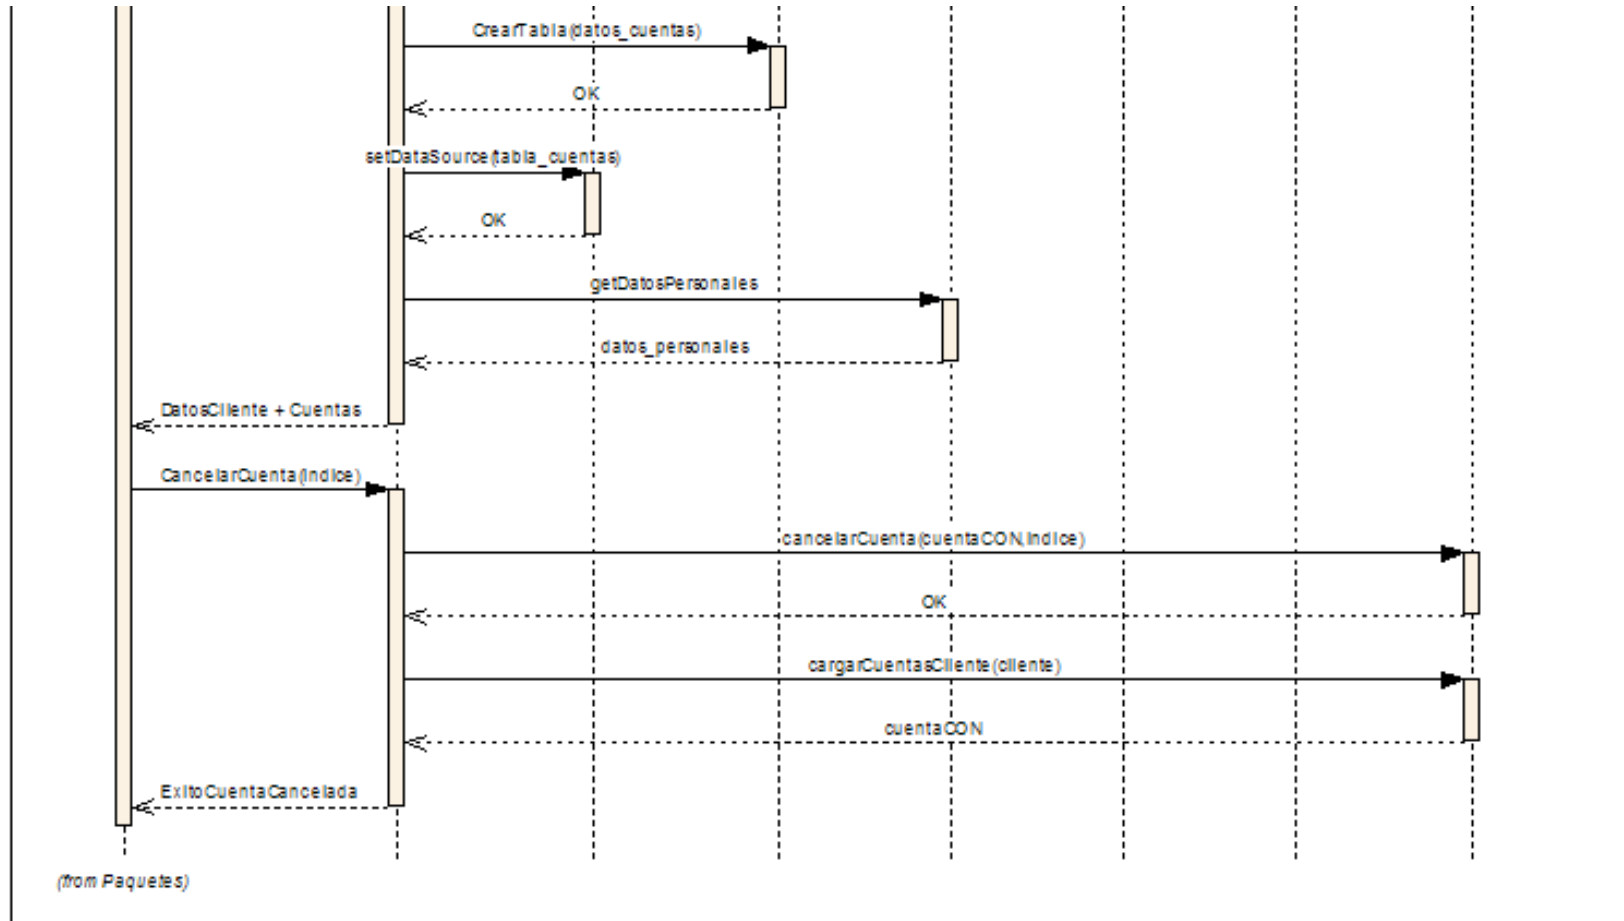 CrearTabla(datos_cuentas)
OK
setDataSource(tabla_cuentas)
OK
getDatosPersonales
datos_personales
DatosCliente + Cuentas
CancelarCuenta(indice)
cancelarCuenta(cuentaCON,indice)
OK
cargarCuentasCliente(cliente)
cuentaCON
ExitoCuentaCancelada
(from Paquetes)